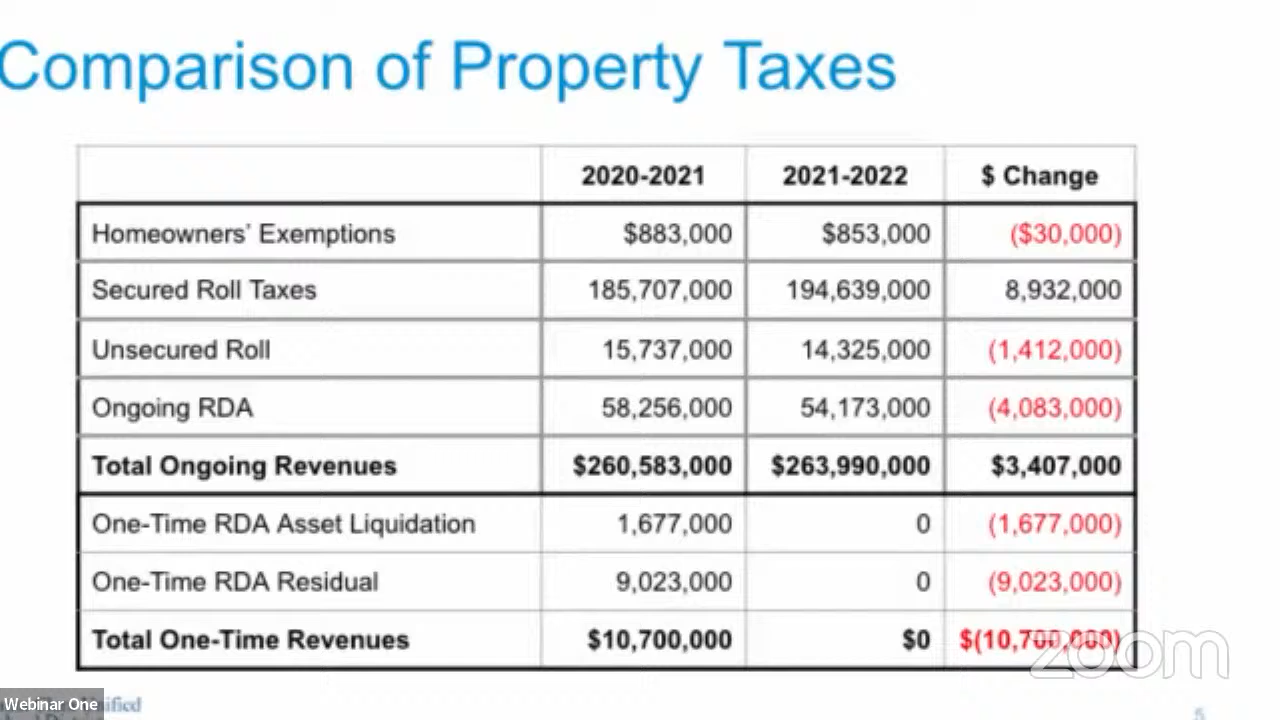 Comparison of Property Taxes
2020-2021 2021-2022 $ Change
Homeowners’ Exemptions $883,000 $853,000 ($30,000)
Secured Roll Taxes 185,707,000 194,639,000 8,932,000
Unsecured Roll 15,737,000 14,325,000 (1,412,000)
Ongoing RDA 58,256,000 54,173,000 (4,083,000)
Total Ongoing Revenues $260,583,000 $263,990,000 $3,407,000
One-Time RDA Asset Liquidation 1,677,000 0 (1,677,000)
One-Time RDA Residual 9,023,000 0 (9,023,000)
Total One-Time Revenues $10,700,000 $0 $(10,700,000)
zoom
Webinar One
5